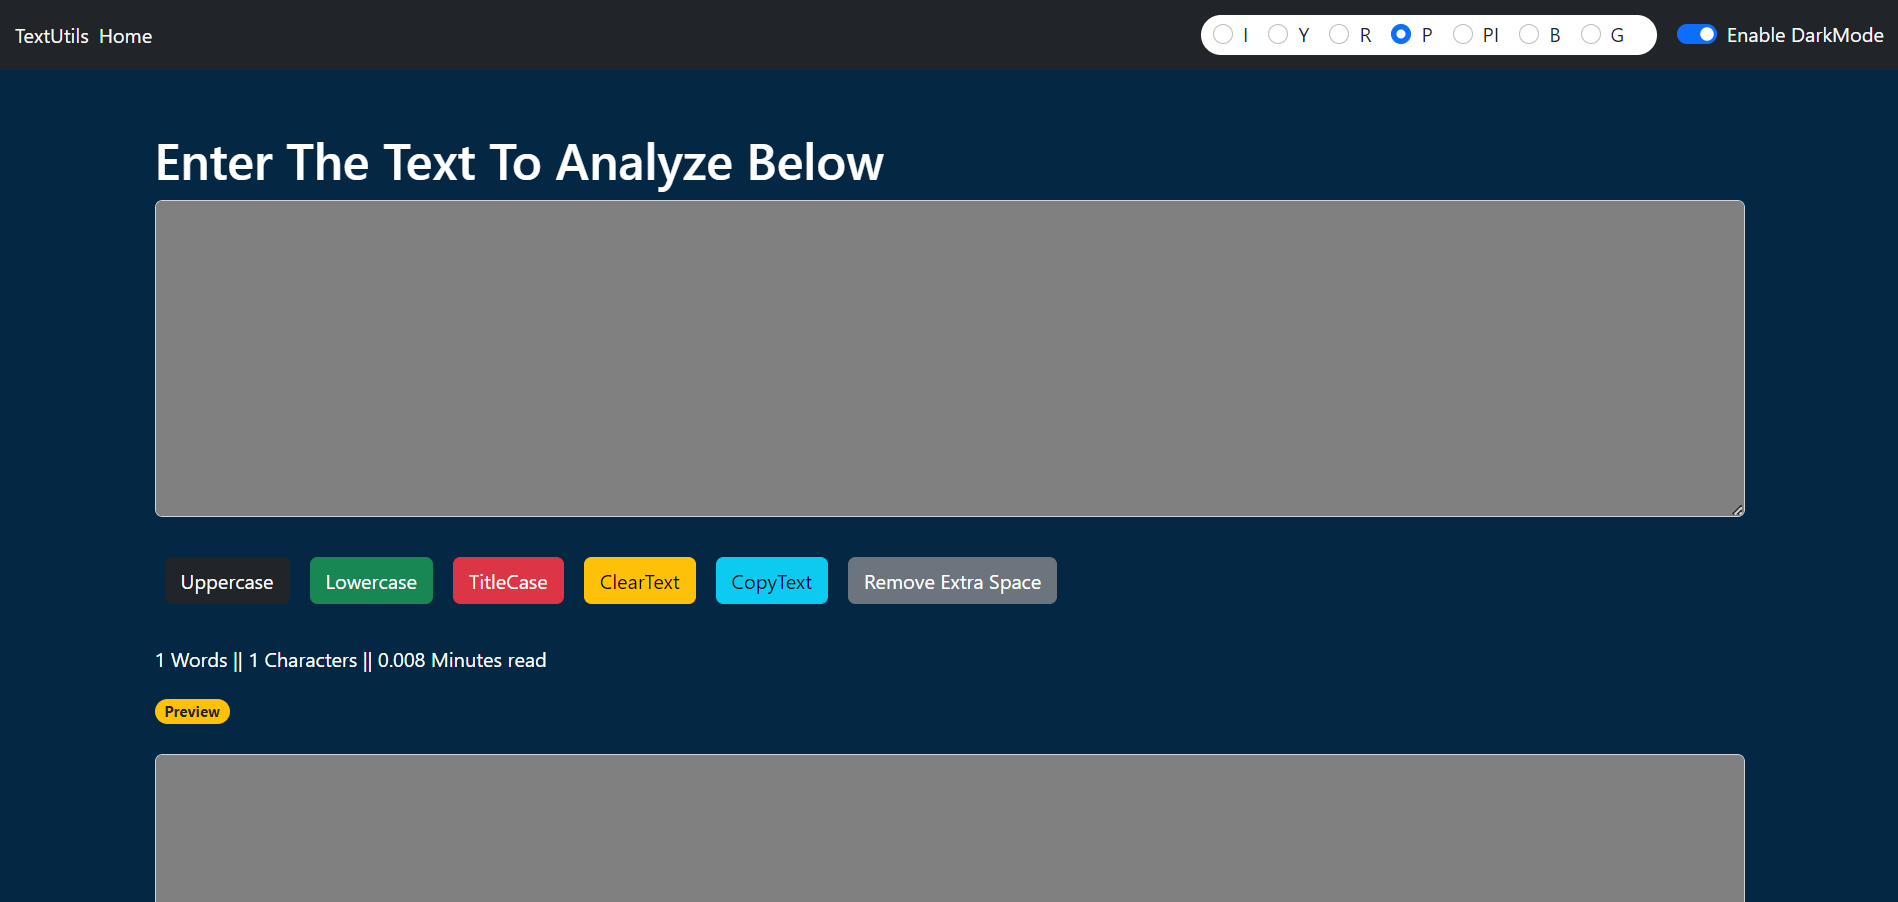 TextUtils Home I Y R P PI B G Enable DarkMode
Enter The Text To Analyze Below
Uppercase Lowercase TitleCase ClearText CopyText Remove Extra Space
1 Words || 1 Characters || 0.008 Minutes read
Preview